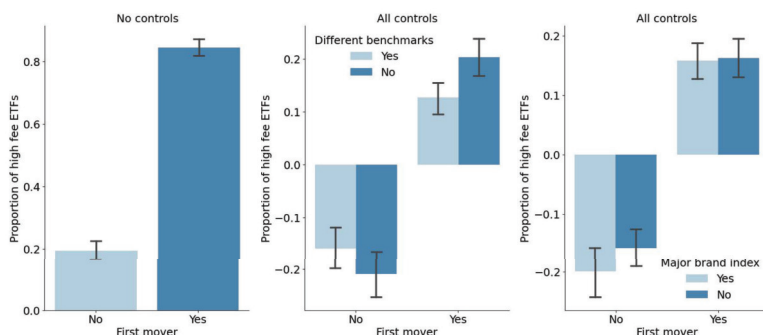 No controls
Proportion of high fee ETFs
0.8
0.6
0.4
0.2
0.0
No
Yes
First mover
All controls
Proportion of high fee ETFs
Different benchmarks
Yes
No
0.2
0.1
0.0
−0.1
−0.2
No
Yes
First mover
All controls
Proportion of high fee ETFs
0.2
0.1
0.0
−0.1
−0.2
Major brand index
Yes
No
No
Yes
First mover